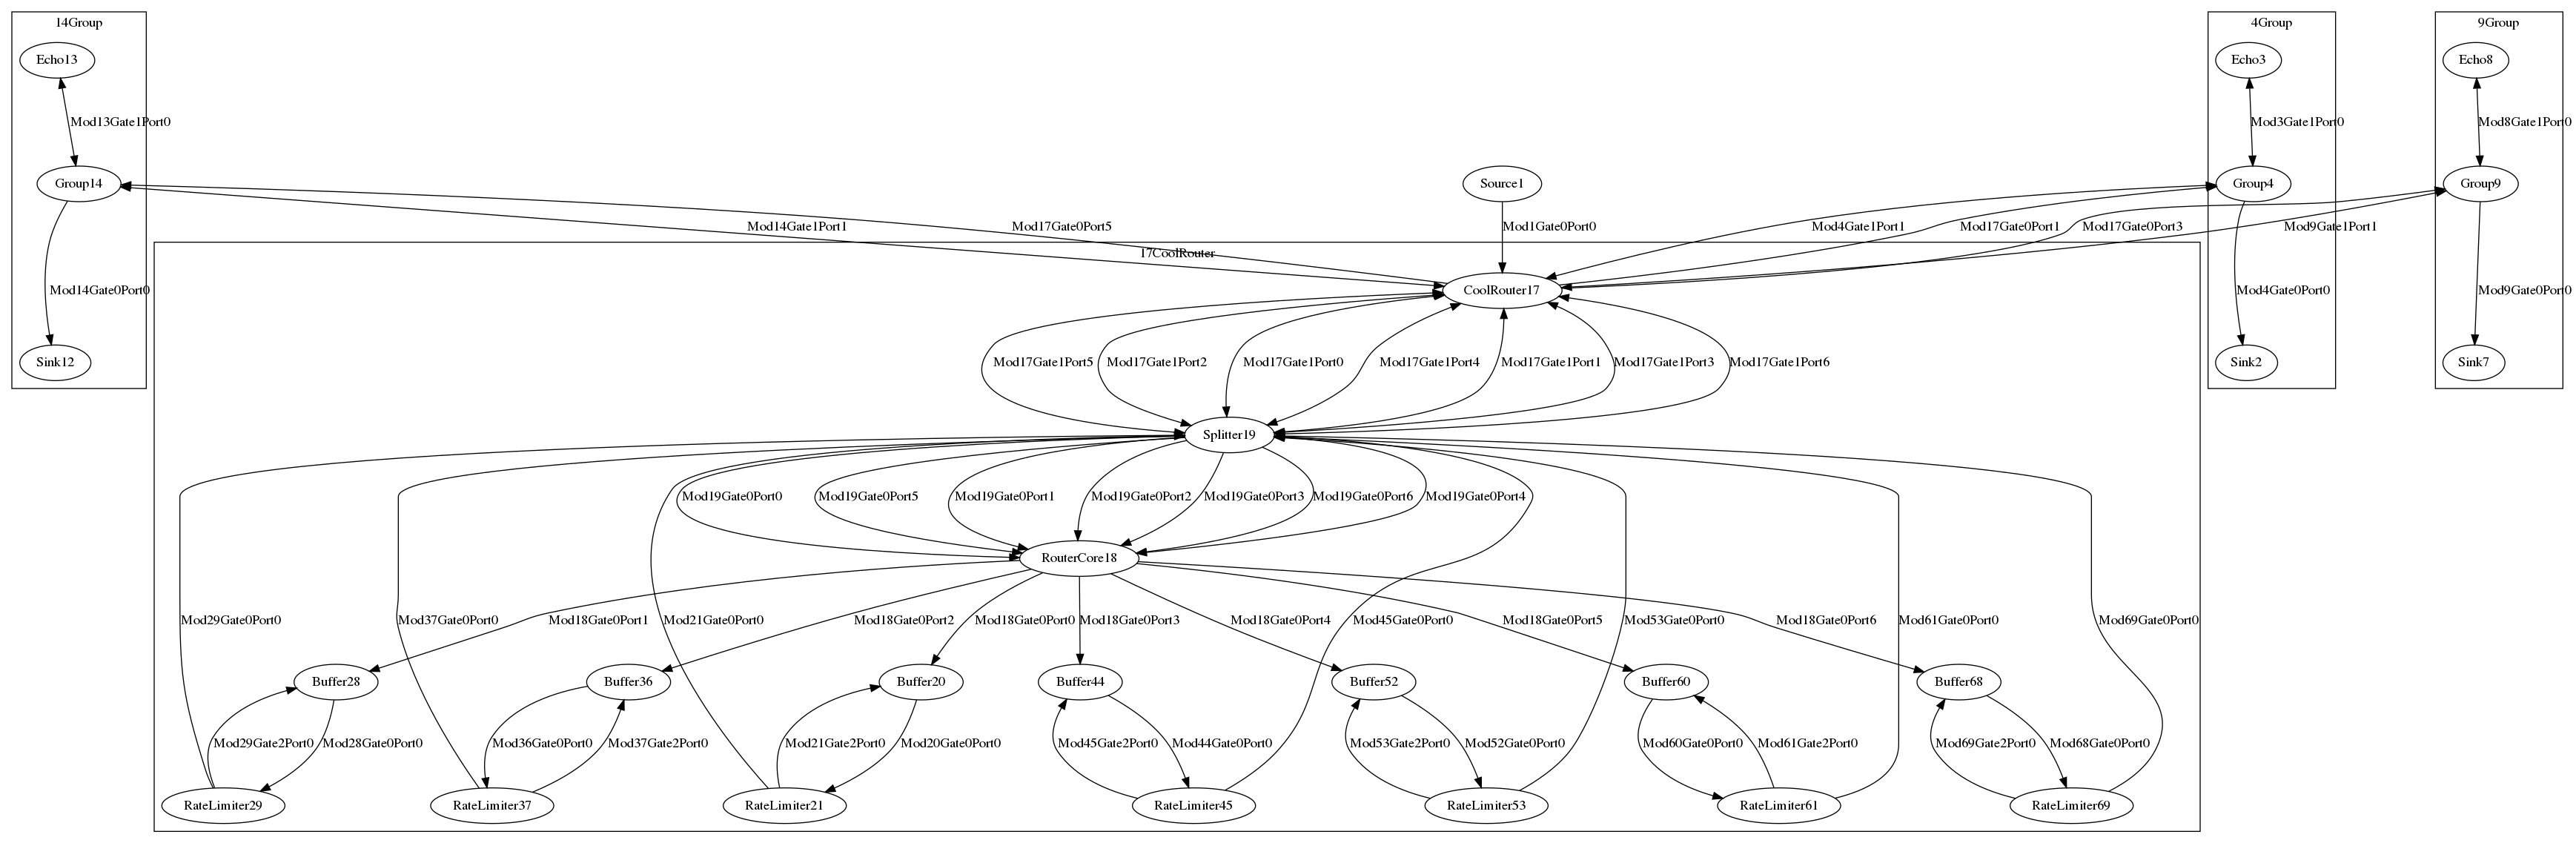 14Group
4Group
9Group
Echo13
Echo3
Echo8
Mod13Gate1Port0
Mod3Gate1Port0
Mod8Gate1Port0
Group14
Source1
Group4
Group9
Mod14Gate1Port1
Mod17Gate0Port5
Mod1Gate0Port0
Mod4Gate1Port1
Mod17Gate0Port1
Mod17Gate0Port3
Mod9Gate1Port1
17CoolRouter
Mod14Gate0Port0
CoolRouter17
Mod4Gate0Port0
Mod9Gate0Port0
Sink12
Mod17Gate1Port5
Mod17Gate1Port2
Mod17Gate1Port0
Mod17Gate1Port4
Mod17Gate1Port1
Mod17Gate1Port3
Mod17Gate1Port6
Sink2
Sink7
Splitter19
Mod19Gate0Port0
Mod19Gate0Port5
Mod19Gate0Port1
Mod19Gate0Port2
Mod19Gate0Port3
Mod19Gate0Port6
Mod19Gate0Port4
RouterCore18
Mod29Gate0Port0
Mod37Gate0Port0
Mod18Gate0Port1
Mod21Gate0Port0
Mod18Gate0Port2
Mod18Gate0Port0
Mod18Gate0Port3
Mod18Gate0Port4
Mod45Gate0Port0
Mod18Gate0Port5
Mod53Gate0Port0
Mod18Gate0Port6
Mod61Gate0Port0
Mod69Gate0Port0
Buffer28
Buffer36
Buffer20
Buffer44
Buffer52
Buffer60
Buffer68
Mod29Gate2Port0
Mod28Gate0Port0
Mod36Gate0Port0
Mod37Gate2Port0
Mod21Gate2Port0
Mod20Gate0Port0
Mod45Gate2Port0
Mod44Gate0Port0
Mod53Gate2Port0
Mod52Gate0Port0
Mod60Gate0Port0
Mod61Gate2Port0
Mod69Gate2Port0
Mod68Gate0Port0
RateLimiter29
RateLimiter37
RateLimiter21
RateLimiter45
RateLimiter53
RateLimiter61
RateLimiter69